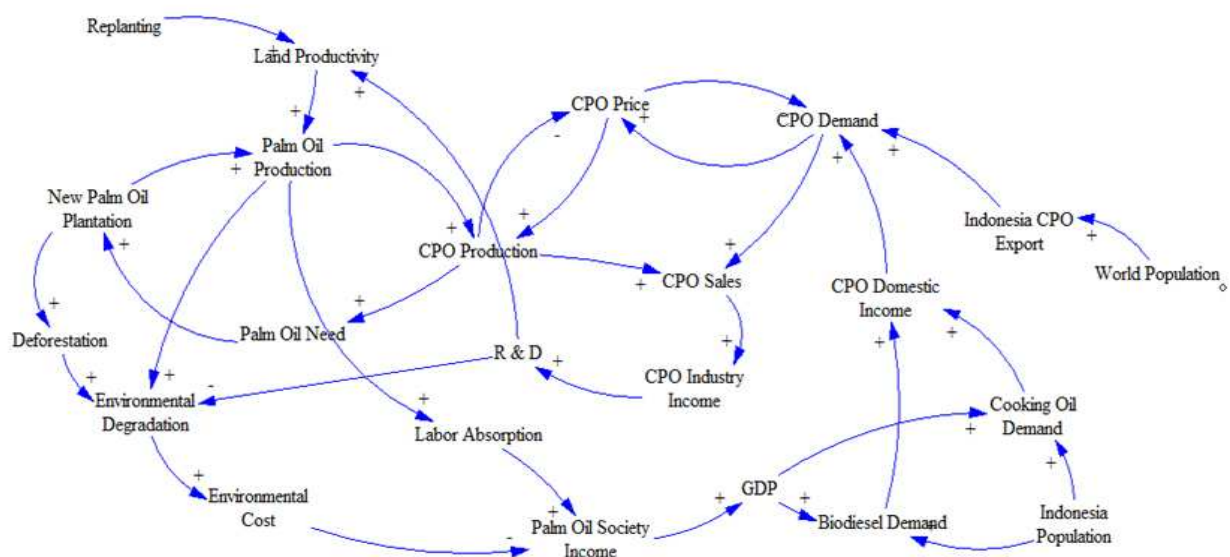 Replanting
Land Productivity
+
+
+
CPO Price
+
-
CPO Demand
+
+
Palm Oil
Production
+
New Palm Oil
Plantation
+
+
CPO Production
+
+
CPO Sales
+
Indonesia CPO
Export
+
World Population
CPO Domestic
Income
+
+
+
Deforestation
+
Palm Oil Need
R & D
+
+
CPO Industry
Income
+
+
-
Environmental
Degradation
+
Labor Absorption
Cooking Oil
Demand
+
+
+
Environmental
Cost
+
-
Palm Oil Society
Income
+
GDP
+
Biodiesel Demand
+
Indonesia
Population